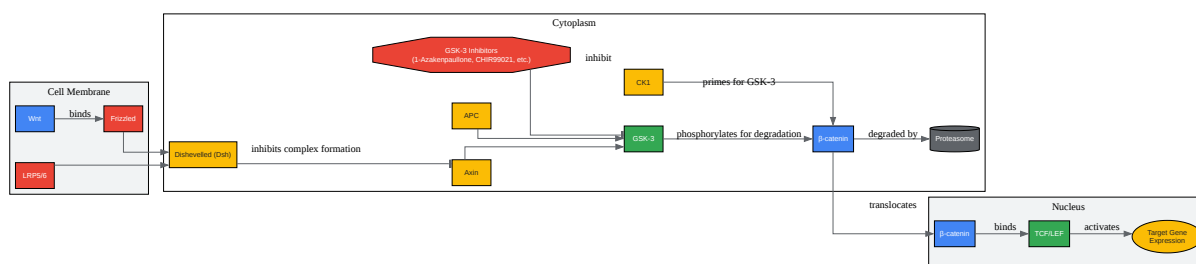 Cytoplasm
GSK-3 Inhibitors
(1-Azakenpaullone, CHIR99021, etc.)
inhibit
CK1
primes for GSK-3
Cell Membrane
Wnt
binds
Frizzled
LRP5/6
APC
GSK-3
phosphorylates for degradation
β-catenin
degraded by
Proteasome
Dishevelled (Dsh)
inhibits complex formation
Axin
translocates
Nucleus
β-catenin
binds
TCF/LEF
activates
Target Gene
Expression